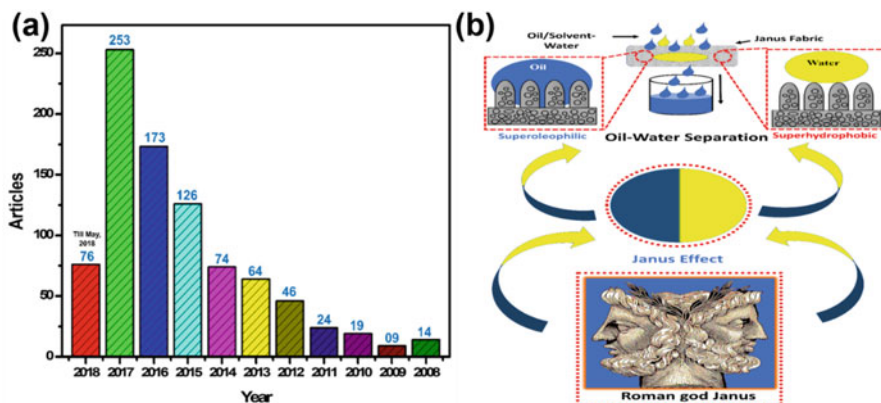 (a)
250
200
150
100
50
0
Articles
Till May, 2018
76
253
173
126
74
64
46
24
19
09
14
2018 2017 2016 2015 2014 2013 2012 2011 2010 2009 2008
Year
(b)
Oil/Solvent-
Water
Janus Fabric
Oil
Water
Superoleophilic
Oil-Water Separation
Superhydrophobic
Janus Effect
Roman god Janus